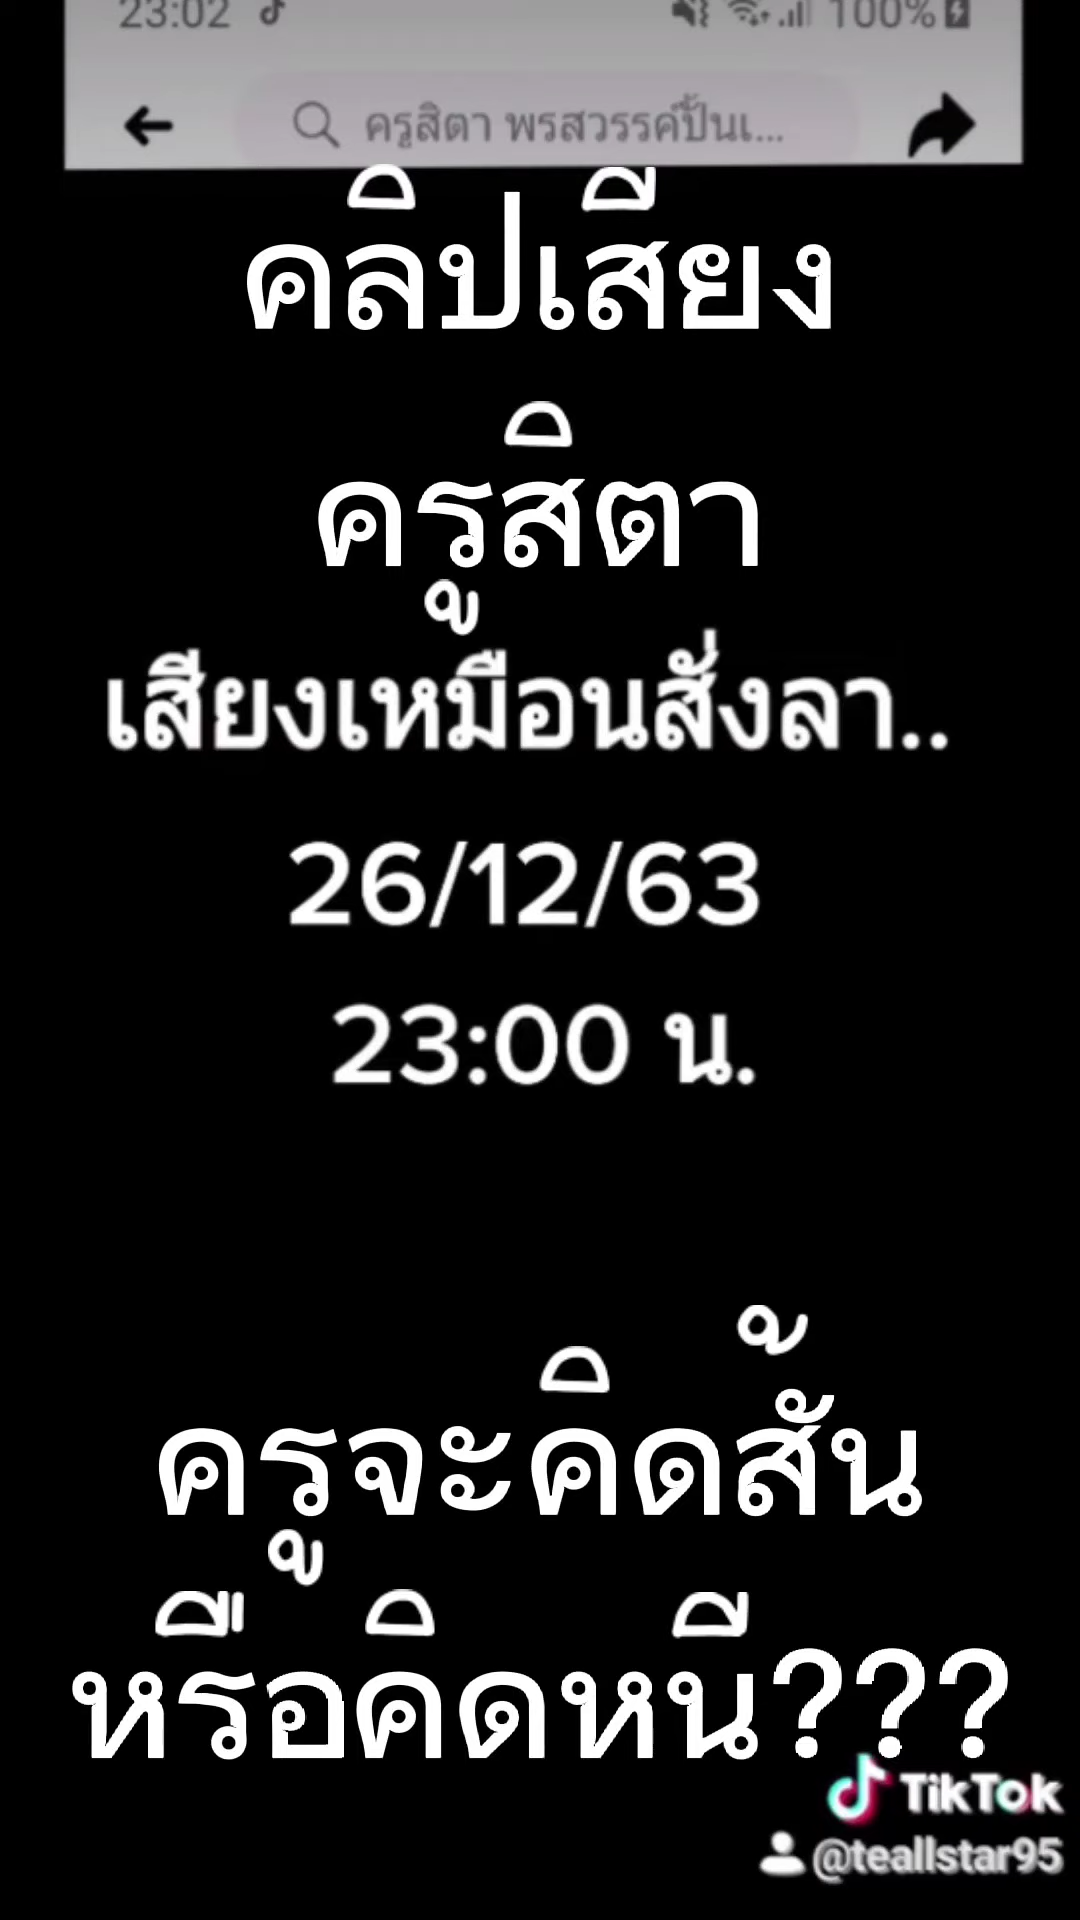 23:02
100%
ครูสิตา พรสวรรค์ปั้นเ...
คลิปเสียง
ครูสิตา
เสียงเหมือนสั่งลา..
26/12/63
23:00 น.
ครูจะคิดสั้น
หรือคิดหนี???
TikTok
@teallstar95